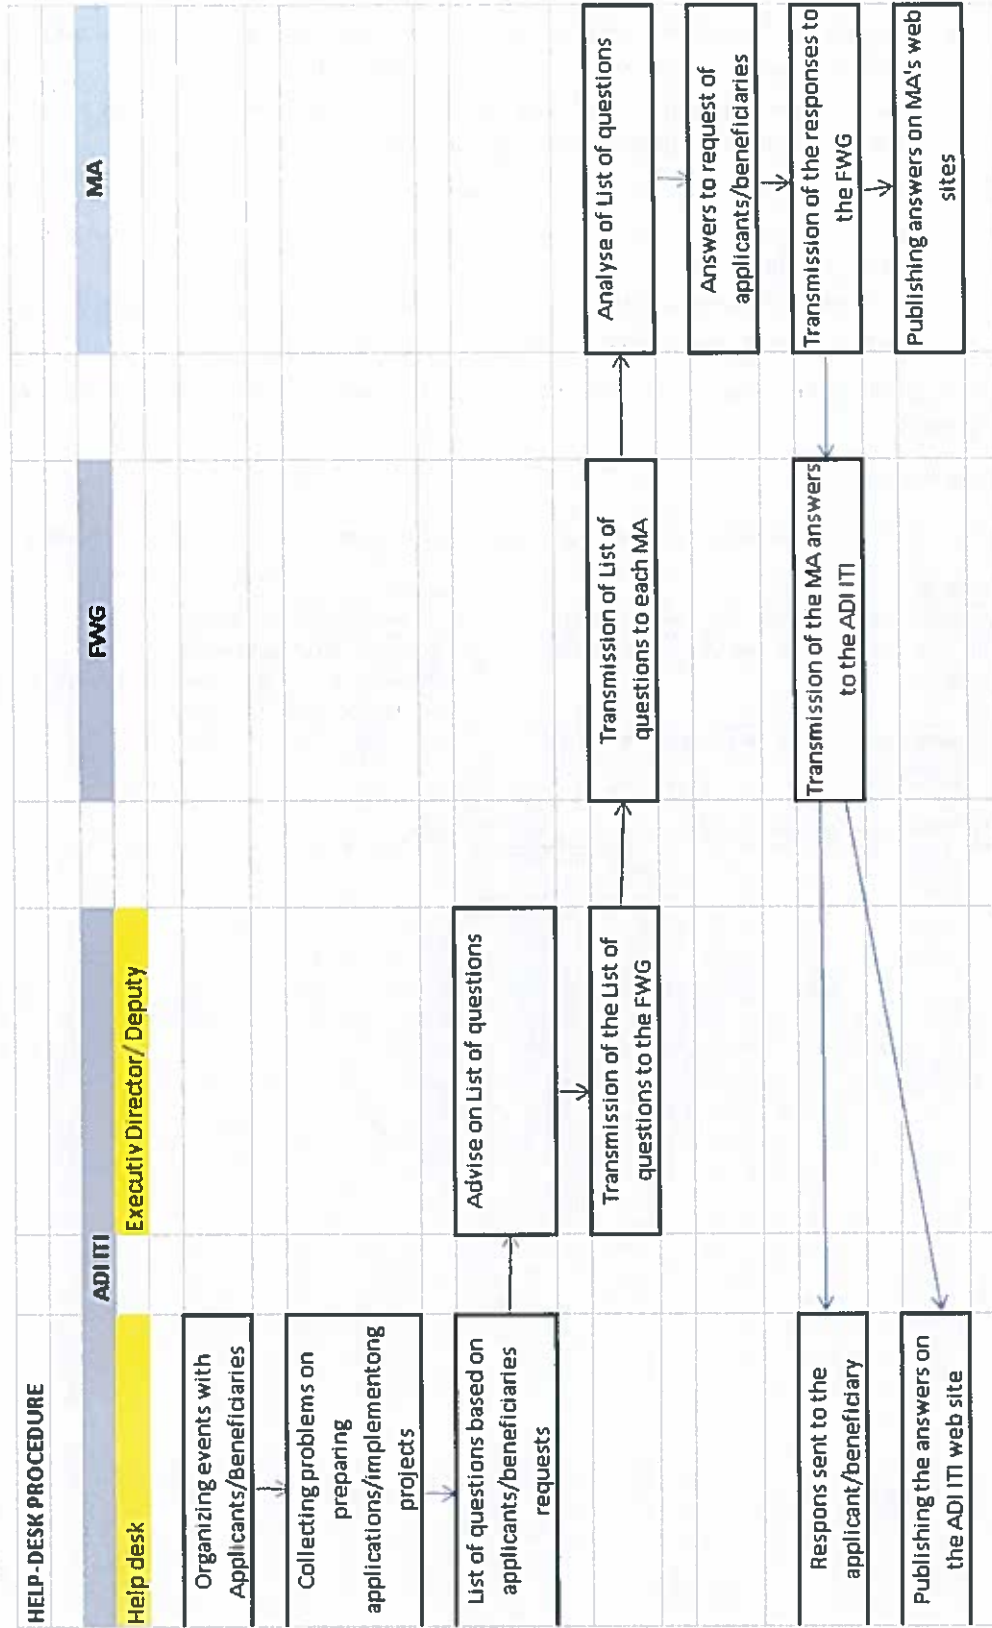 HELP-DESK PROCEDURE
ADI ITI
FWG
MA
Help desk
Executiv Director/ Deputy
Organizing events with
Applicants/Beneficiaries
Collecting problems on
preparing
applications/implementong
projects
List of questions based on
applicants/beneficiaries
requests
Advise on List of questions
Transmission of the List of
questions to the FWG
Transmission of List of
questions to each MA
Analyse of List of questions
Answers to request of
applicants/beneficiaries
Transmission of the responses to
the FWG
Publishing answers on MA's web
sites
Transmission of the MA answers
to the ADI ITI
Respons sent to the
applicant/beneficiary
Publishing the answers on
the ADI ITI web site